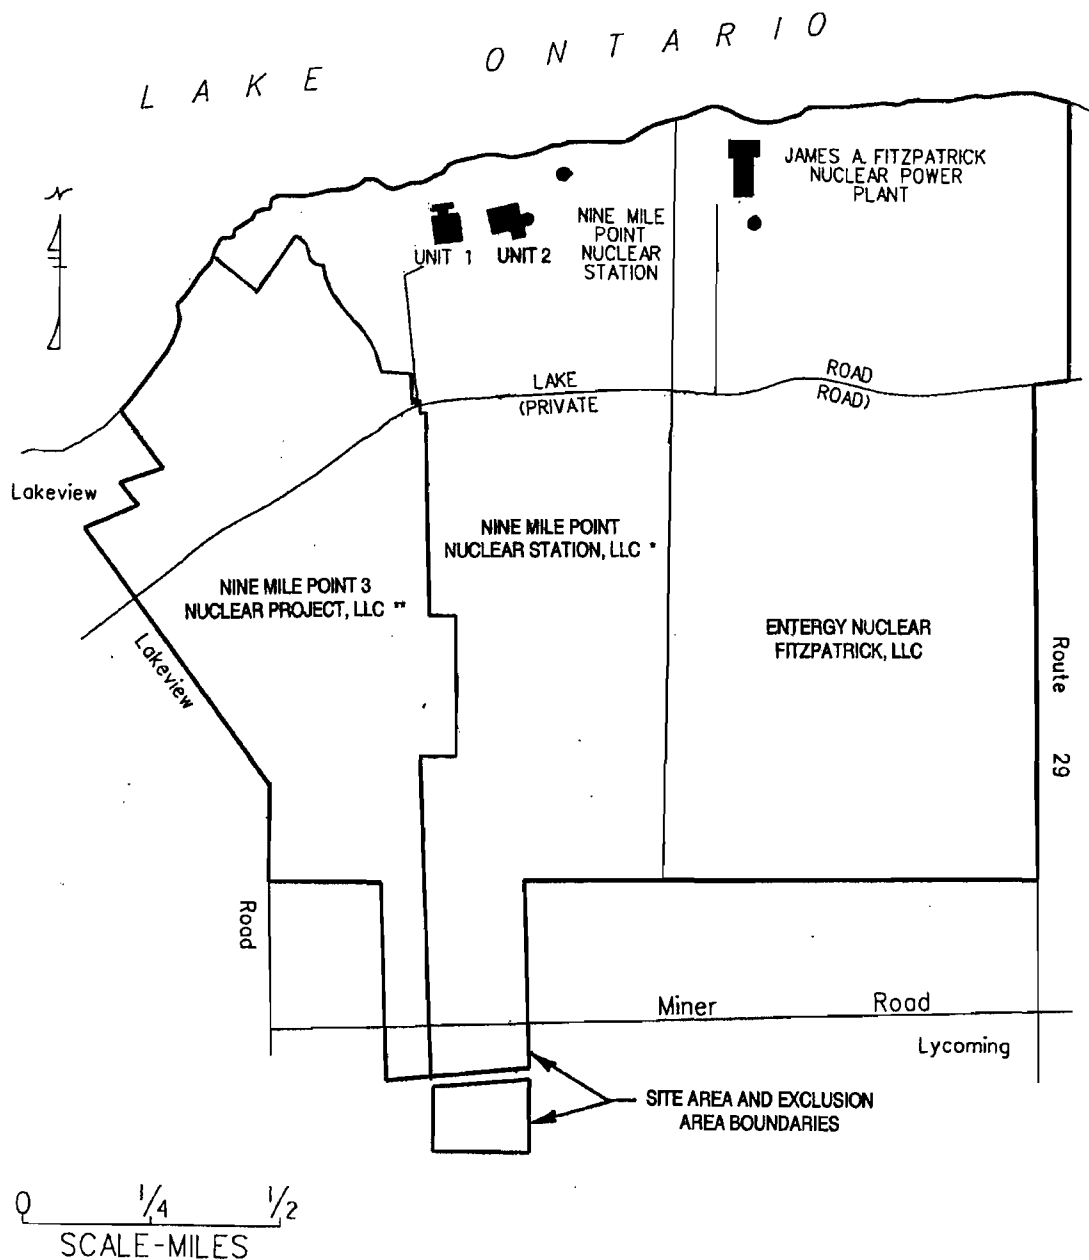 LAKE ONTARIO
N
JAMES A. FITZPATRICK
NUCLEAR POWER
PLANT
NINE MILE
POINT
NUCLEAR
STATION
UNIT 1
UNIT 2
LAKE ROAD
(PRIVATE ROAD)
Lakeview
NINE MILE POINT
NUCLEAR STATION, LLC *
NINE MILE POINT 3
NUCLEAR PROJECT, LLC **
ENTERGY NUCLEAR
FITZPATRICK, LLC
Lakeview
Road
Route 29
Miner Road
Lycoming
SITE AREA AND EXCLUSION
AREA BOUNDARIES
0 1/4 1/2
SCALE-MILES